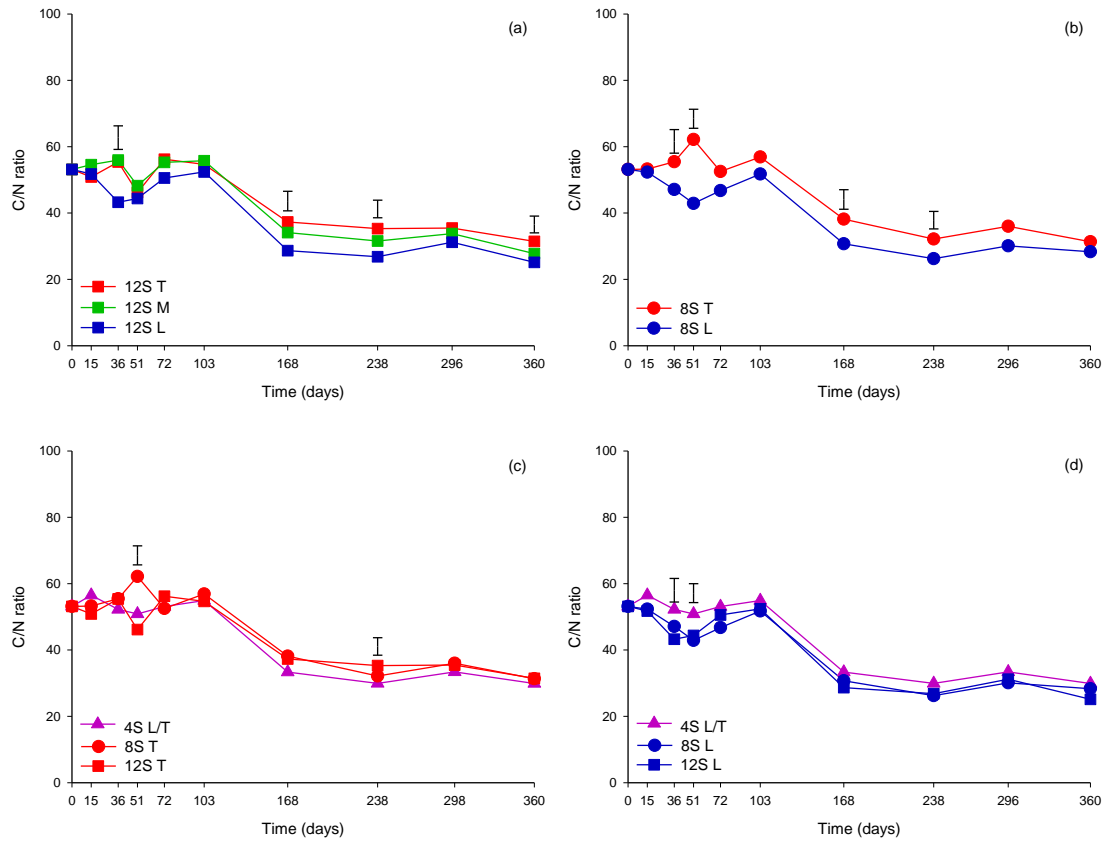 (a)
100
80
60
40
20
0
C/N ratio
12S T
12S M
12S L
0 15 36 51 72 103 168 238 296 360
Time (days)
(b)
100
80
60
40
20
0
C/N ratio
8S T
8S L
0 15 36 51 72 103 168 238 296 360
Time (days)
(c)
100
80
60
40
20
0
C/N ratio
4S L/T
8S T
12S T
0 15 36 51 72 103 168 238 298 360
Time (days)
(d)
100
80
60
40
20
0
C/N ratio
4S L/T
8S L
12S L
0 15 36 51 72 103 168 238 296 360
Time (days)